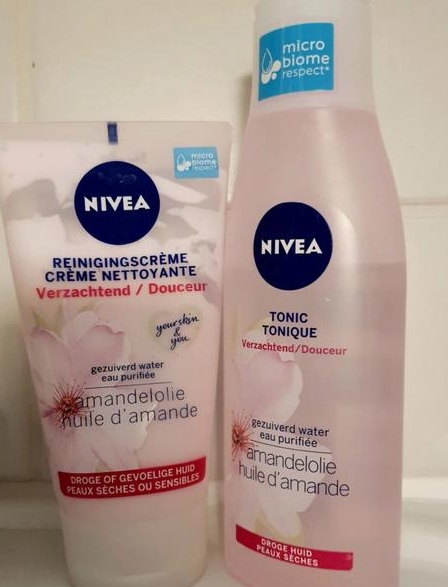 micro
biome
respect*
NIVEA
REINIGINGSCRÈME
CRÈME NETTOYANTE
Verzachtend / Douceur
your skin
&
you
gezuiverd water
eau purifiée
amandelolie
huile d'amande
DROGE OF GEVOELIGE HUID
PEAUX SÈCHES OU SENSIBLES
micro
biome
respect*
NIVEA
TONIC
TONIQUE
Verzachtend/Douceur
gezuiverd water
eau purifiée
amandelolie
huile d'amande
DROGE HUID
PEAUX SÈCHES